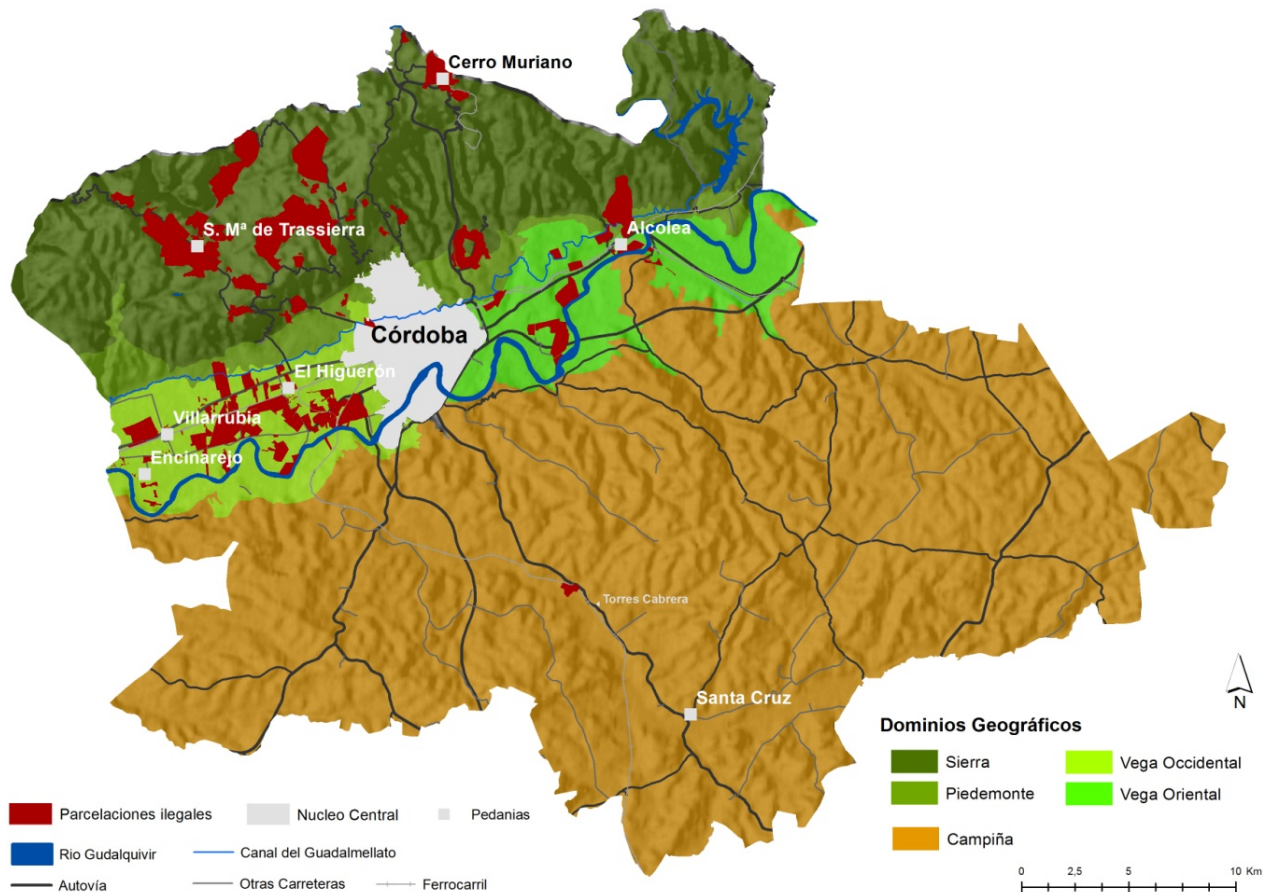 Cerro Muriano
S. Mª de Trassierra
Alcolea
Córdoba
El Higuerón
Villarrubia
Encinarejo
Torres Cabrera
Santa Cruz
N
Dominios Geográficos
Sierra
Vega Occidental
Piedemonte
Vega Oriental
Campiña
Parcelaciones ilegales
Nucleo Central
Pedanias
Rio Gudalquivir
Canal del Guadalmellato
Autovía
Otras Carreteras
Ferrocarril
0 2,5 5 10 Km